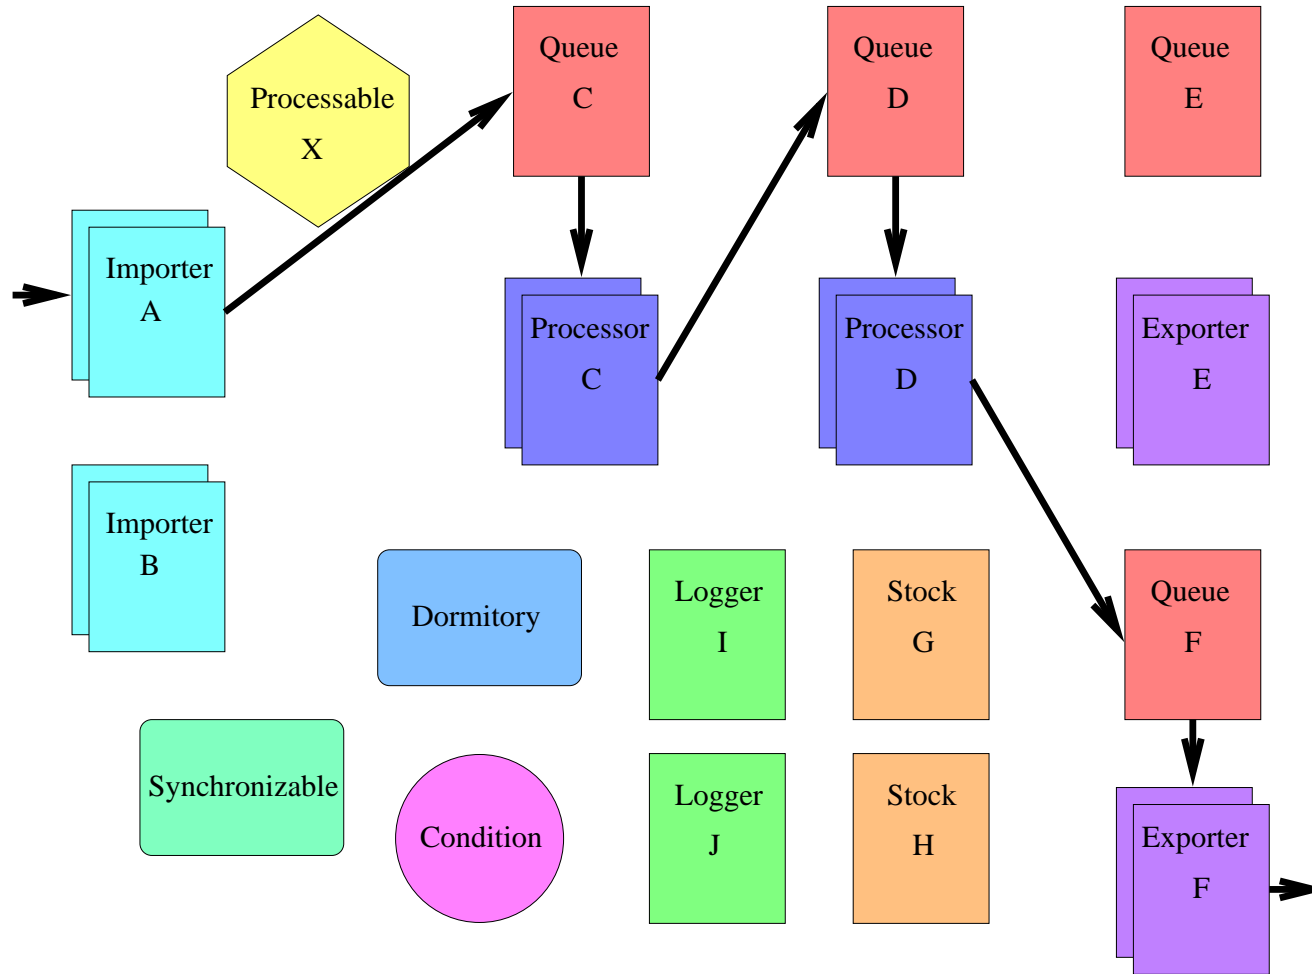 Processable
X
Queue
C
Queue
D
Queue
E
Importer
A
Processor
C
Processor
D
Exporter
E
Importer
B
Dormitory
Logger
I
Stock
G
Queue
F
Synchronizable
Condition
Logger
J
Stock
H
Exporter
F